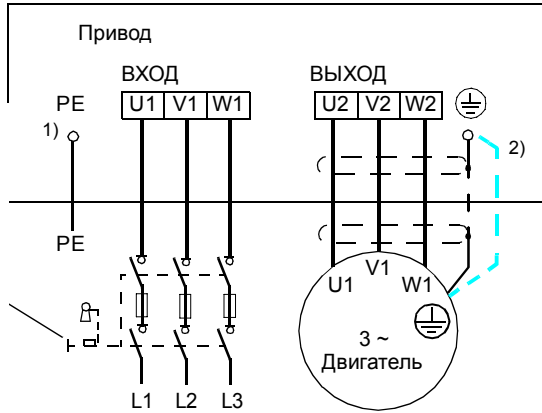 Привод
ВХОД ВЫХОД
PE U1 V1 W1 U2 V2 W2
1) 2)
PE
U1 V1 W1
3 ~
Двигатель
L1 L2 L3